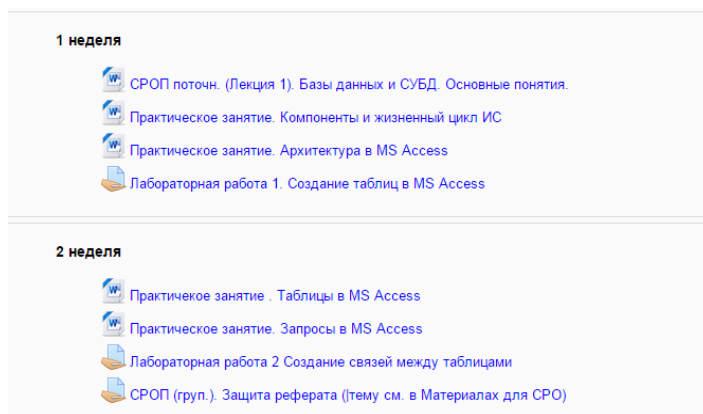 1 неделя
СРОП поточн. (Лекция 1). Базы данных и СУБД. Основные понятия.
Практическое занятие. Компоненты и жизненный цикл ИС
Практическое занятие. Архитектура в MS Access
Лабораторная работа 1. Создание таблиц в MS Access
2 неделя
Практичекое занятие . Таблицы в MS Access
Практическое занятие. Запросы в MS Access
Лабораторная работа 2 Создание связей между таблицами
СРОП (груп.). Защита реферата (|тему см. в Материалах для СРО)